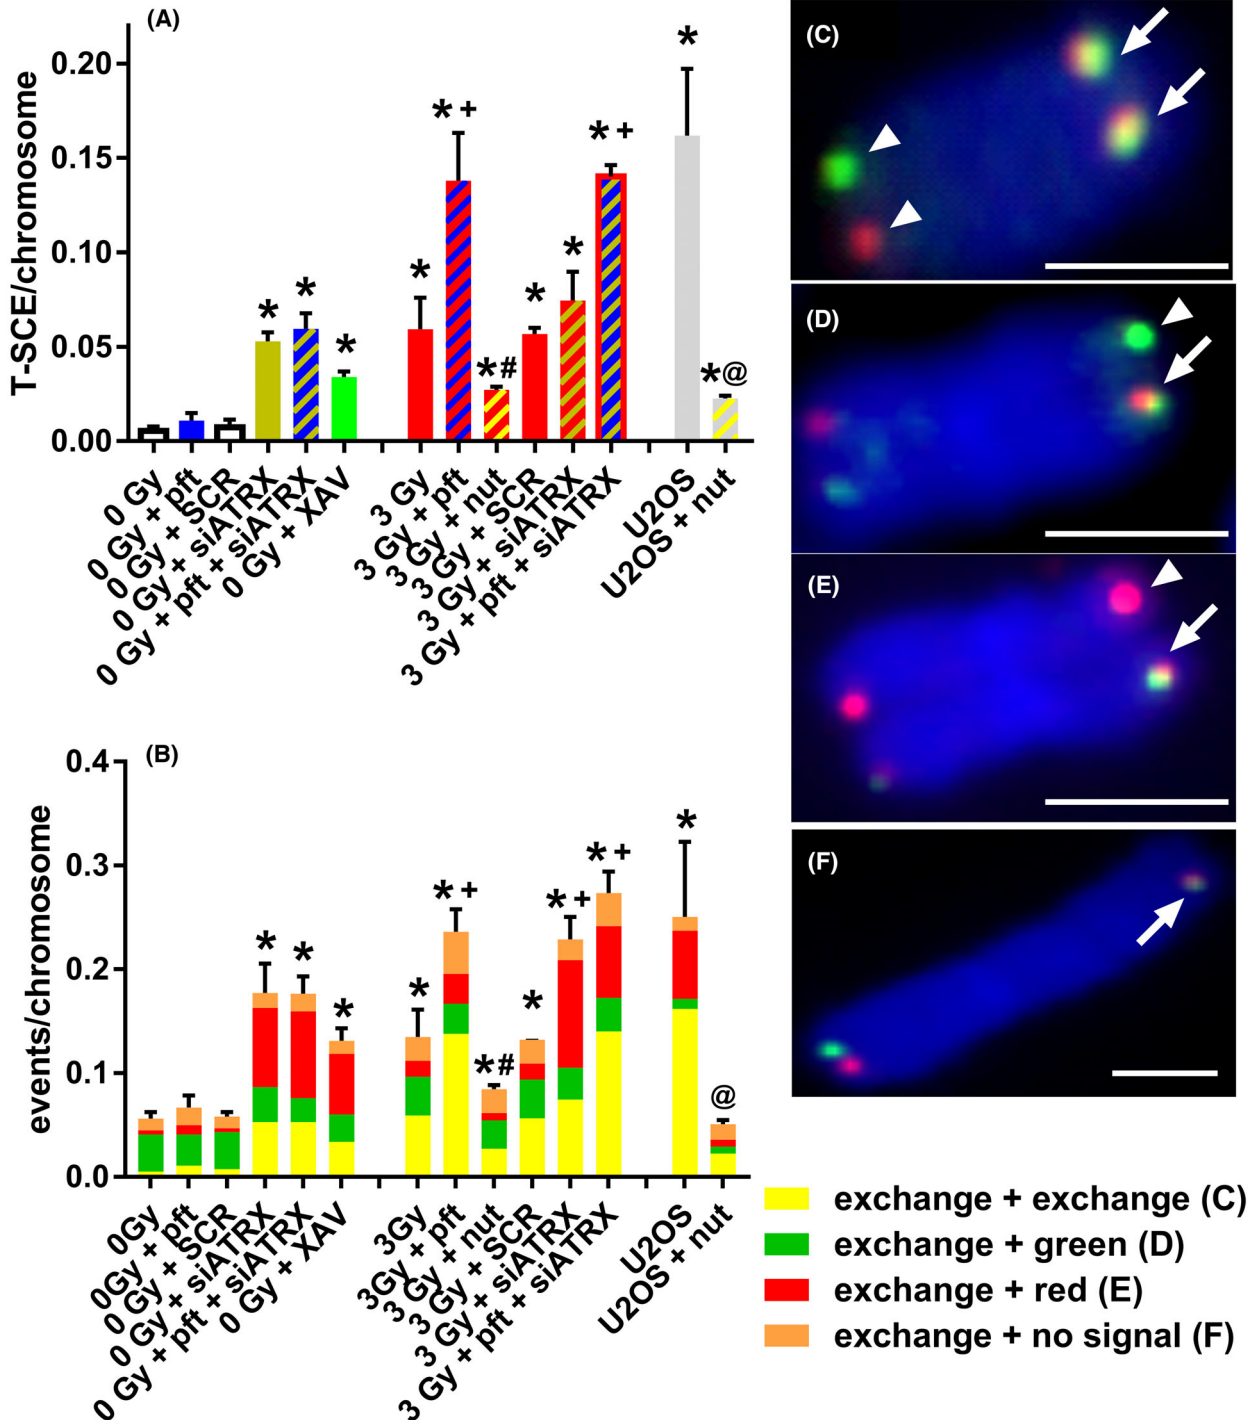 (A)
T-SCE/chromosome
0.20
0.15
0.10
0.05
0.00
* * * * *+ *# * * *+ * *@
0 Gy
0 Gy + pft
0 Gy + SCR
0 Gy + siATRX
0 Gy + pft + siATRX
0 Gy + XAV
3 Gy
3 Gy + pft
3 Gy + nut
3 Gy + SCR
3 Gy + siATRX
3 Gy + pft + siATRX
U2OS
U2OS + nut
(B)
events/chromosome
0.4
0.3
0.2
0.1
0.0
* * * * *+ *# * *+ *+ * @
0Gy
0Gy + pft
0 Gy + SCR
0 Gy + siATRX
0 Gy + pft + siATRX
0 Gy + XAV
3Gy
3Gy + pft
3 Gy + nut
3 Gy + SCR
3 Gy + siATRX
3 Gy + pft + siATRX
U2OS
U2OS + nut
(C)
(D)
(E)
(F)
exchange + exchange (C)
exchange + green (D)
exchange + red (E)
exchange + no signal (F)